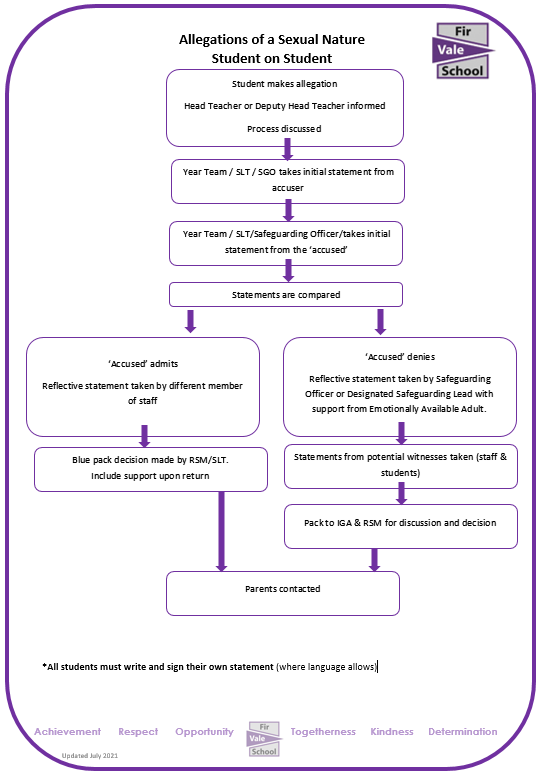 Allegations of a Sexual Nature
Student on Student
Fir
Vale
School
Student makes allegation
Head Teacher or Deputy Head Teacher informed
Process discussed
Year Team / SLT / SGO takes initial statement from
accuser
Year Team / SLT/Safeguarding Officer/takes initial
statement from the ‘accused’
Statements are compared
‘Accused’ admits
Reflective statement taken by different member
of staff
‘Accused’ denies
Reflective statement taken by Safeguarding
Officer or Designated Safeguarding Lead with
support from Emotionally Available Adult.
Blue pack decision made by RSM/SLT.
Include support upon return
Statements from potential witnesses taken (staff &
students)
Pack to IGA & RSM for discussion and decision
Parents contacted
*All students must write and sign their own statement (where language allows)
Achievement Respect Opportunity
Fir
Vale
School
Togetherness Kindness Determination
Updated July 2021